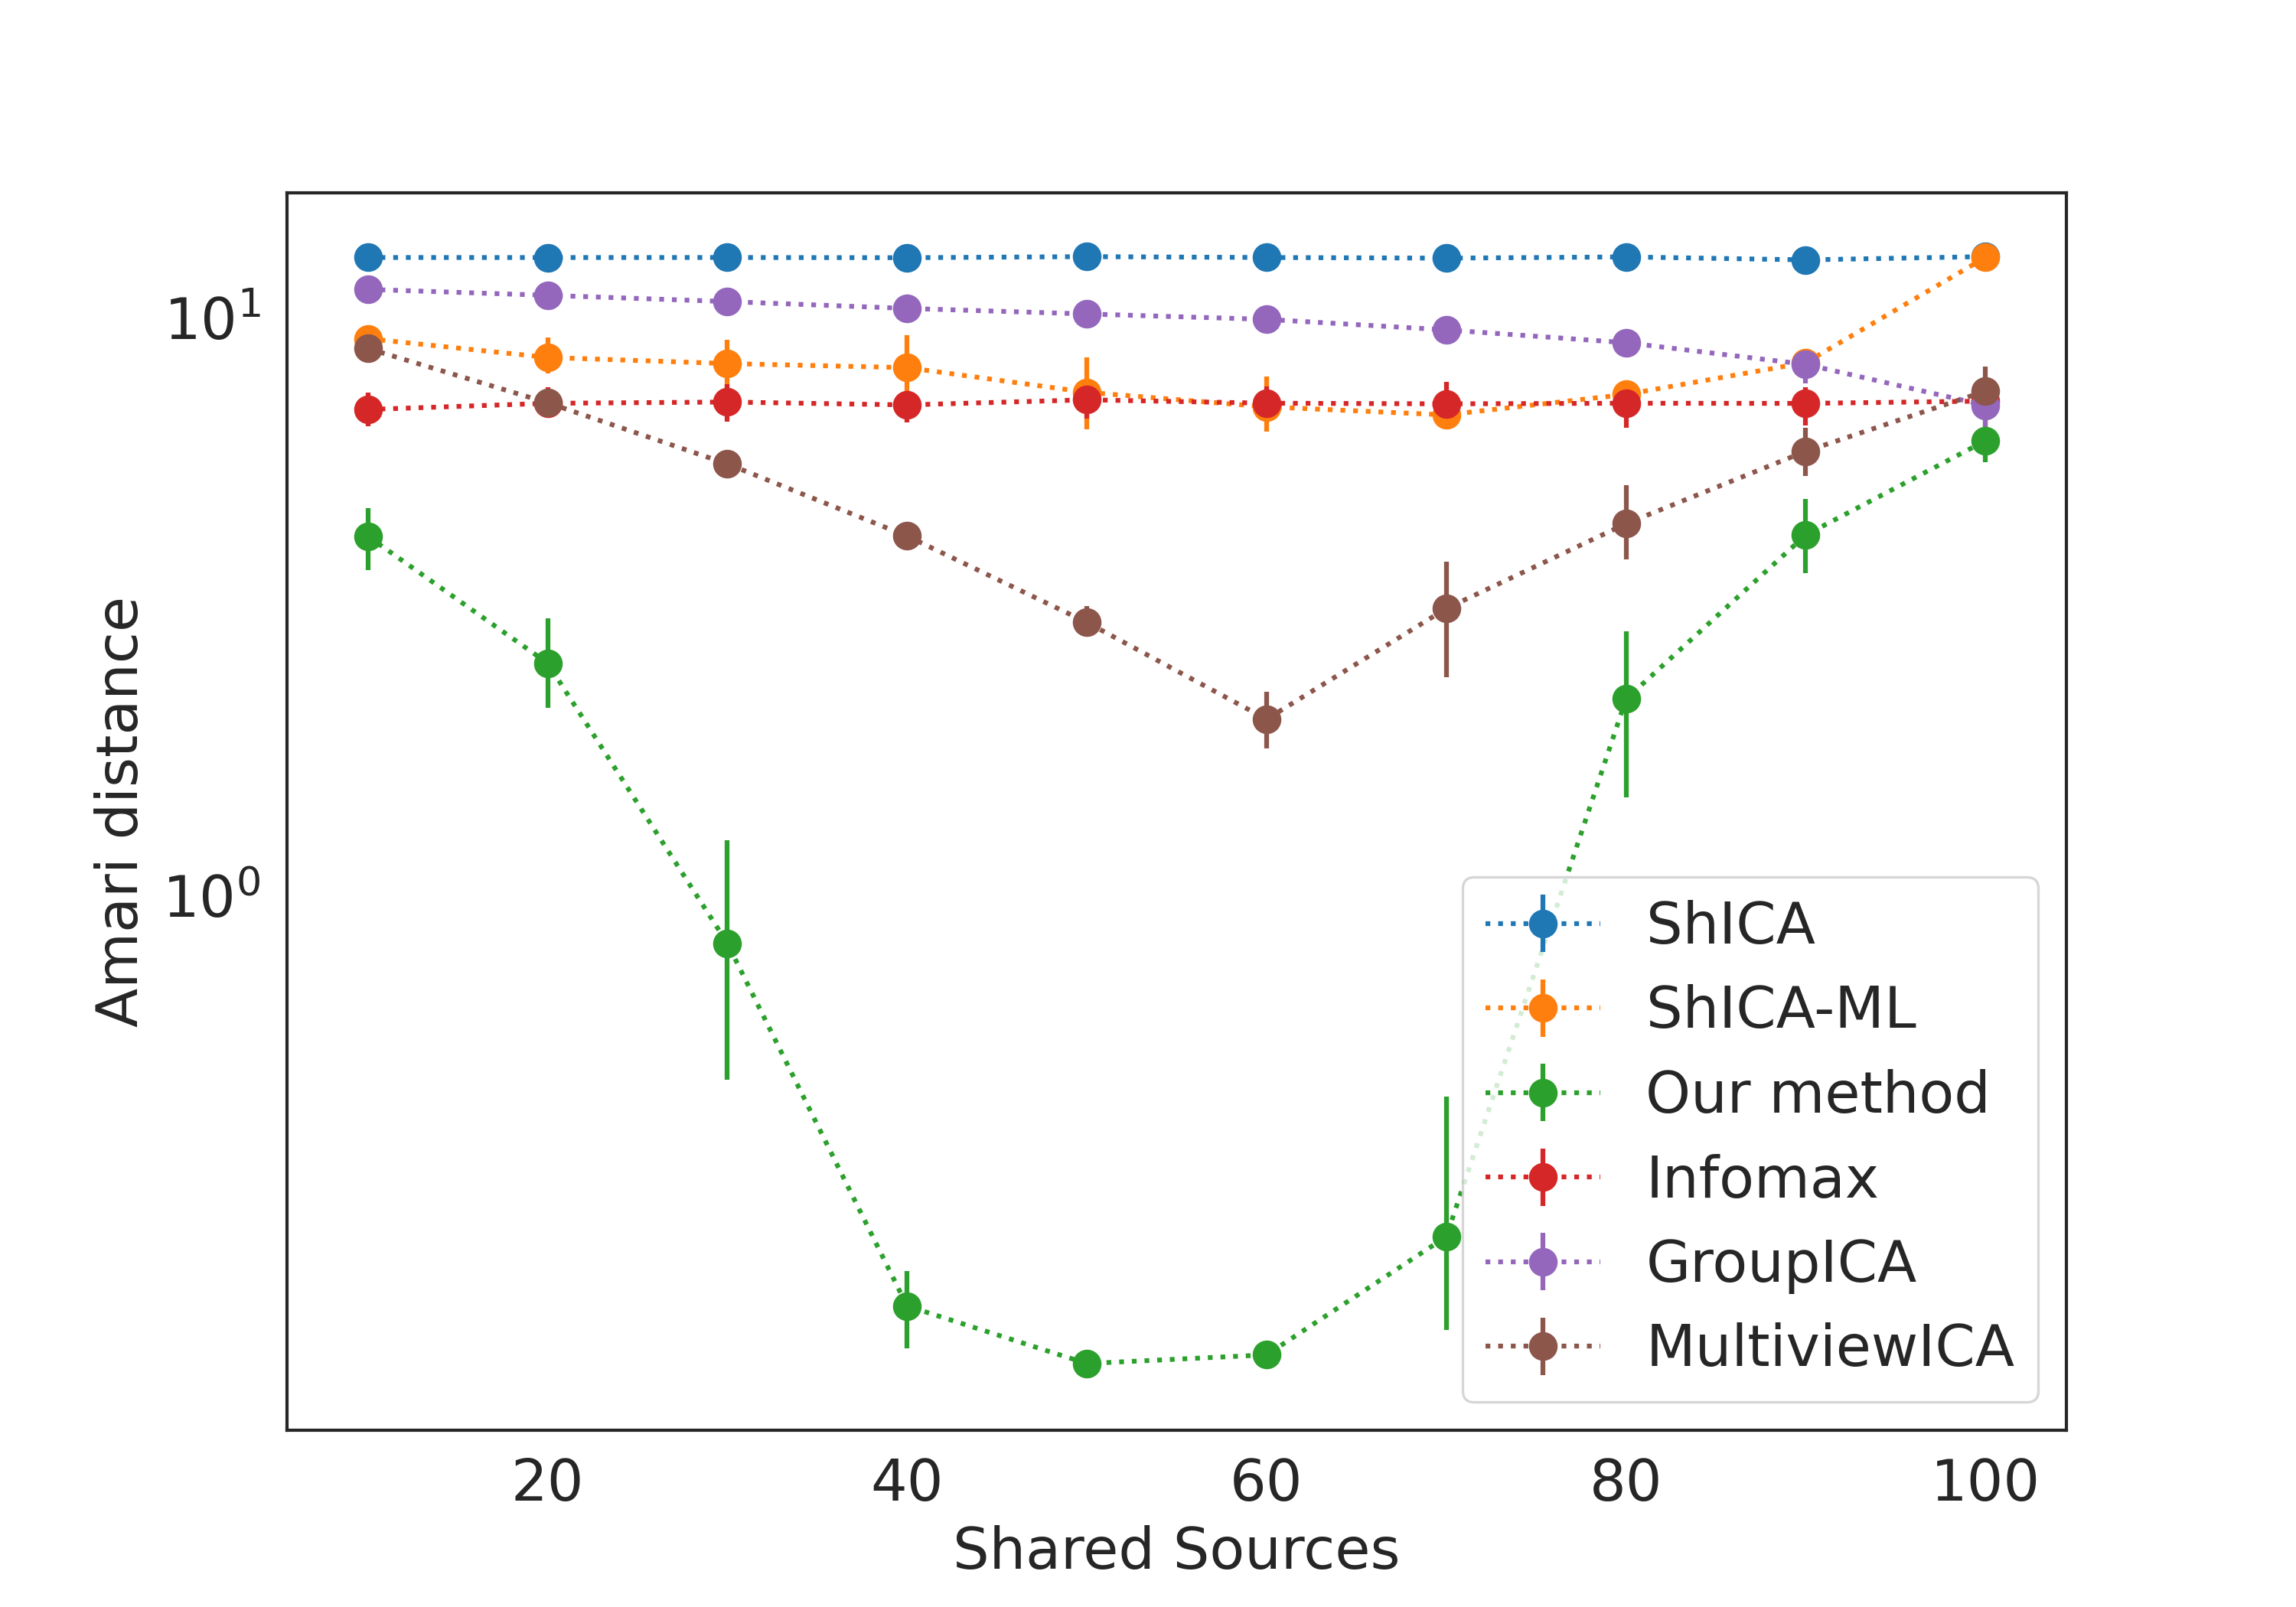 10¹
10⁰
Amari distance
20 40 60 80 100
Shared Sources
ShICA
ShICA-ML
Our method
Infomax
GroupICA
MultiviewICA